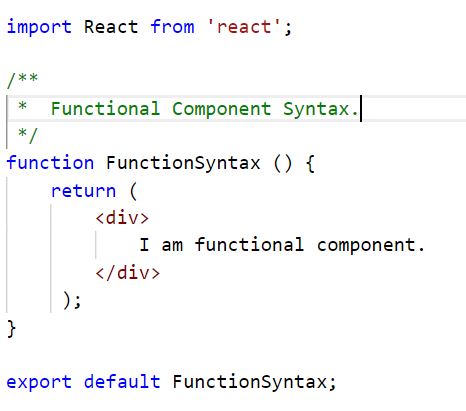 import React from 'react';
/**
 *  Functional Component Syntax.
 */
function FunctionSyntax () {
    return (
        <div>
            I am functional component.
        </div>
     );
}
export default FunctionSyntax;